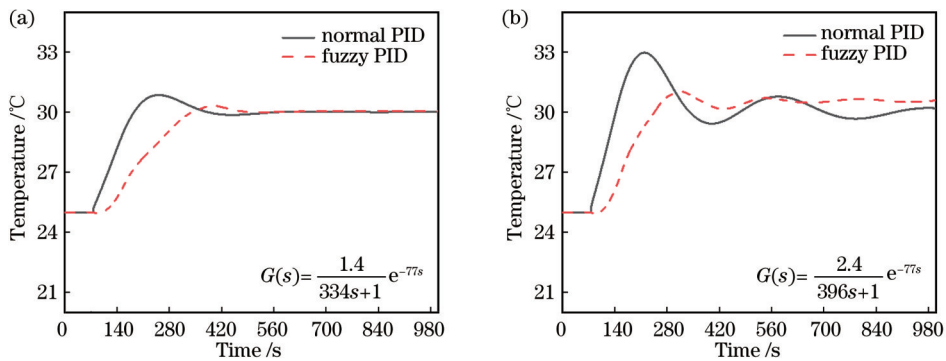 (a)
normal PID
fuzzy PID
33
30
27
24
21
Temperature /℃
G(s)= 1.4 / 334s+1 e⁻⁷⁷ˢ
0 140 280 420 560 700 840 980
Time /s
(b)
normal PID
fuzzy PID
33
30
27
24
21
Temperature /℃
G(s)= 2.4 / 396s+1 e⁻⁷⁷ˢ
0 140 280 420 560 700 840 980
Time /s